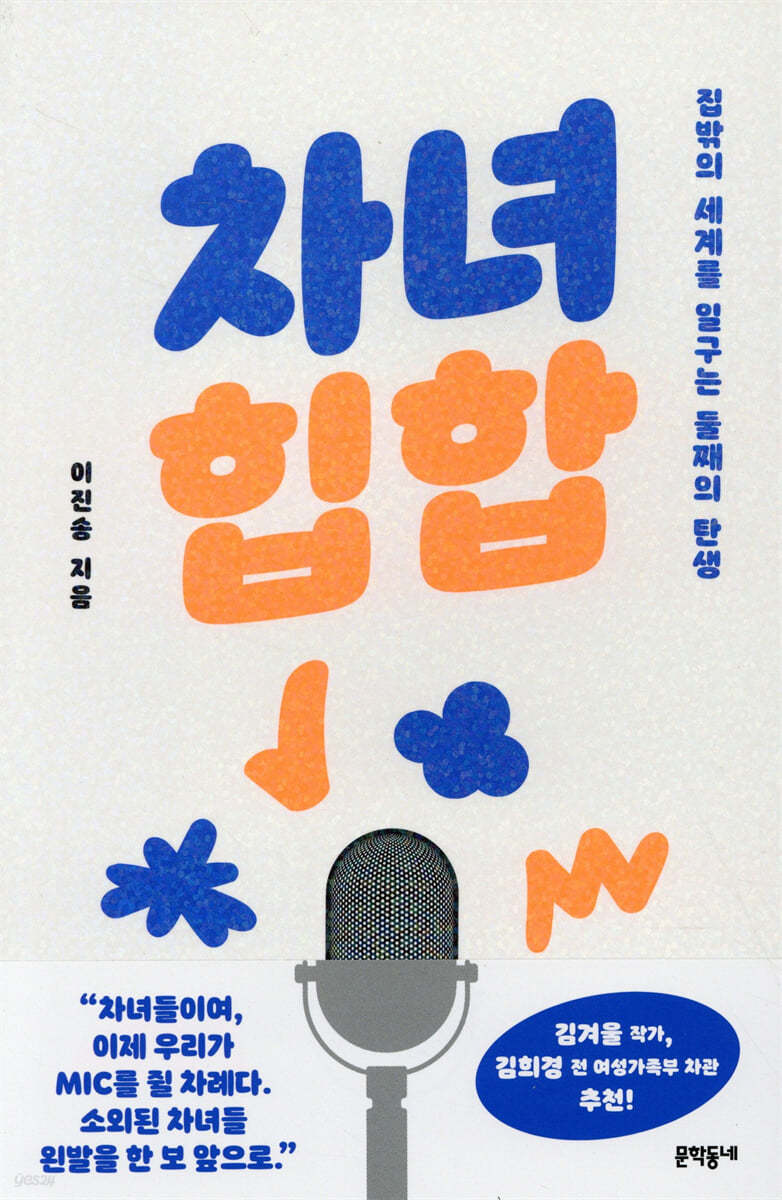 차녀
힙합
집 밖의 세계를 일구는 둘째의 탄생
이진송 지음
“차녀들이여,
이제 우리가
MIC를 쥘 차례다.
소외된 차녀들
왼발을 한 보 앞으로.”
김겨울 작가,
김희경 전 여성가족부 차관
추천!
문학동네
yes24